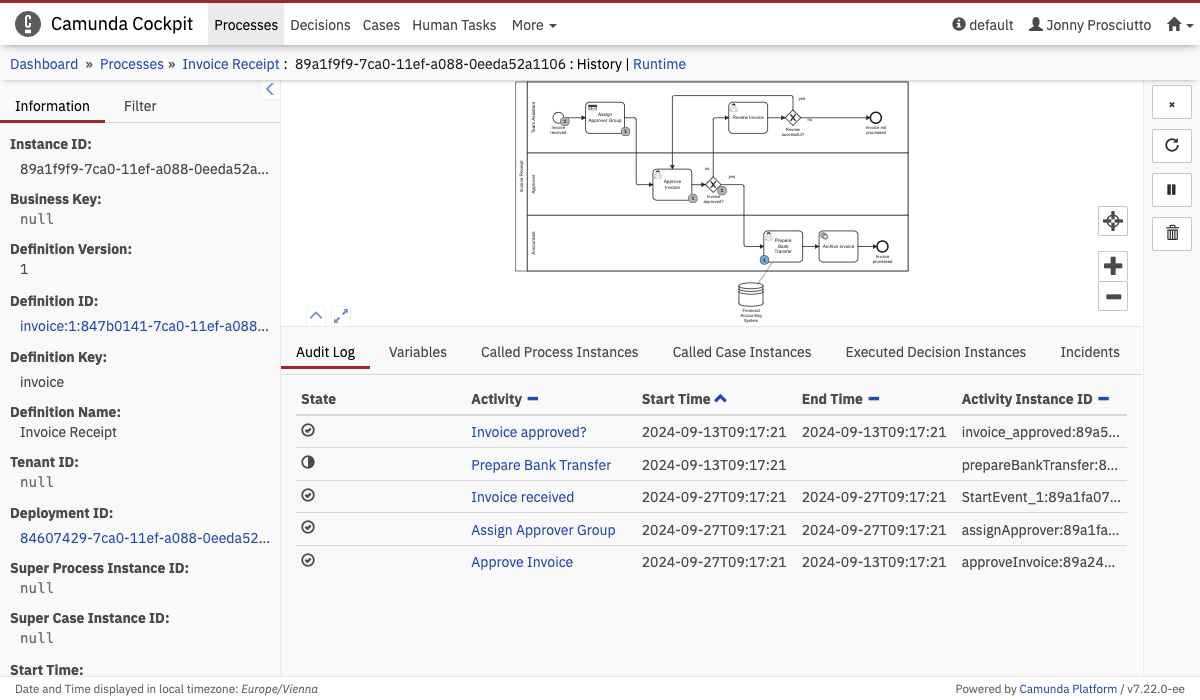 Camunda Cockpit Processes Decisions Cases Human Tasks More default Jonny Prosciutto
Dashboard » Processes » Invoice Receipt : 89a1f9f9-7ca0-11ef-a088-0eeda52a1106 : History | Runtime
Information Filter
Instance ID:
89a1f9f9-7ca0-11ef-a088-0eeda52a...
Business Key:
null
Definition Version:
1
Definition ID:
invoice:1:847b0141-7ca0-11ef-a088...
Definition Key:
invoice
Definition Name:
Invoice Receipt
Tenant ID:
null
Deployment ID:
84607429-7ca0-11ef-a088-0eeda52...
Super Process Instance ID:
null
Super Case Instance ID:
null
Start Time:
Invoice Receipt
Team Assistant
Invoice
received
1
Assign
Approver Group
1
Review Invoice
yes
no
Review
successful?
Invoice not
processed
Approver
Approve
Invoice
1
no
yes
1
Invoice
approved?
Accountant
Prepare
Bank
Transfer
1
Archive Invoice
Invoice
processed
Financial
Accounting
System
Audit Log Variables Called Process Instances Called Case Instances Executed Decision Instances Incidents
State Activity Start Time End Time Activity Instance ID
Invoice approved? 2024-09-13T09:17:21 2024-09-13T09:17:21 invoice_approved:89a5...
Prepare Bank Transfer 2024-09-13T09:17:21 prepareBankTransfer:8...
Invoice received 2024-09-27T09:17:21 2024-09-27T09:17:21 StartEvent_1:89a1fa07...
Assign Approver Group 2024-09-27T09:17:21 2024-09-27T09:17:21 assignApprover:89a1fa...
Approve Invoice 2024-09-27T09:17:21 2024-09-13T09:17:21 approveInvoice:89a24...
Date and Time displayed in local timezone: Europe/Vienna
Powered by Camunda Platform / v7.22.0-ee